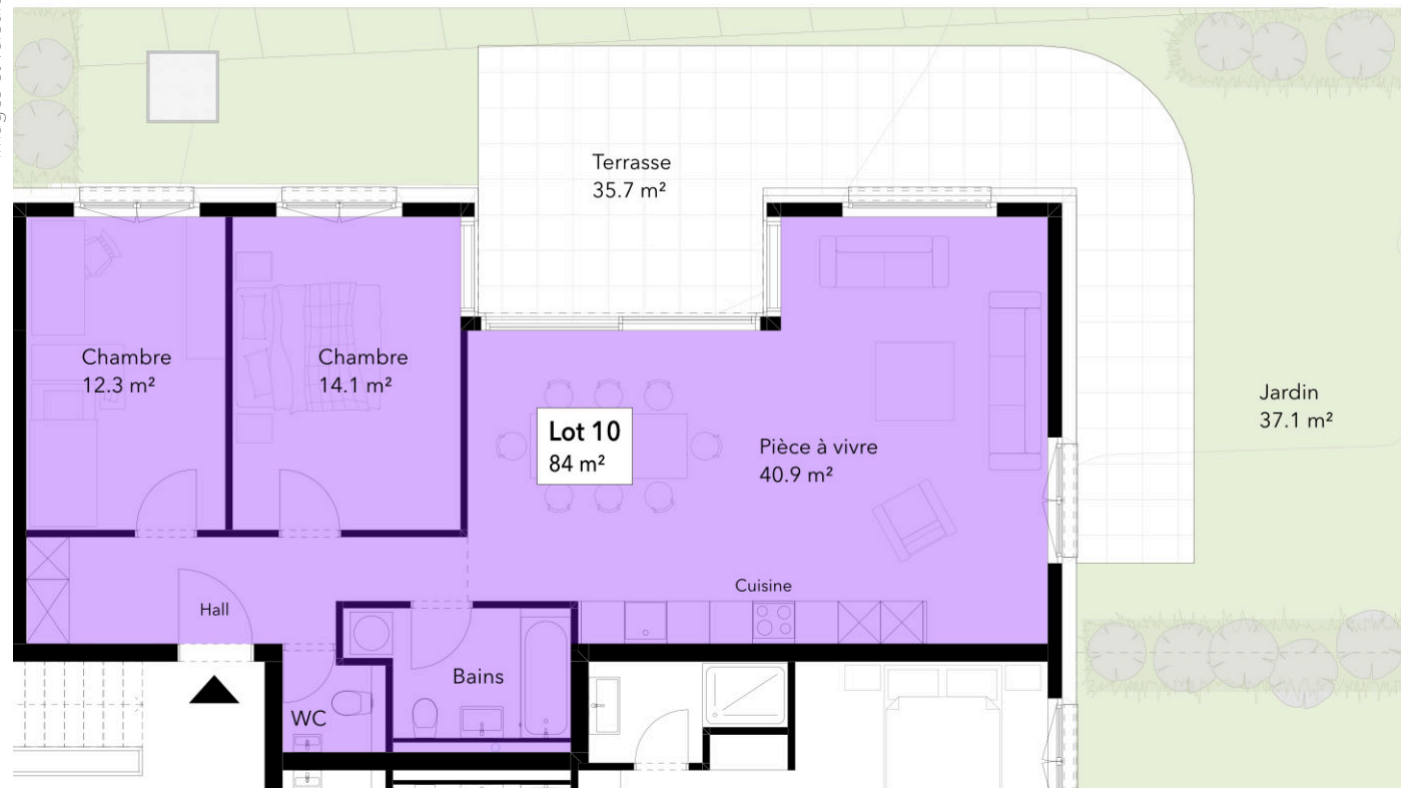 Terrasse
35.7 m²
Chambre
12.3 m²
Chambre
14.1 m²
Lot 10
84 m²
Pièce à vivre
40.9 m²
Jardin
37.1 m²
Cuisine
Hall
Bains
WC